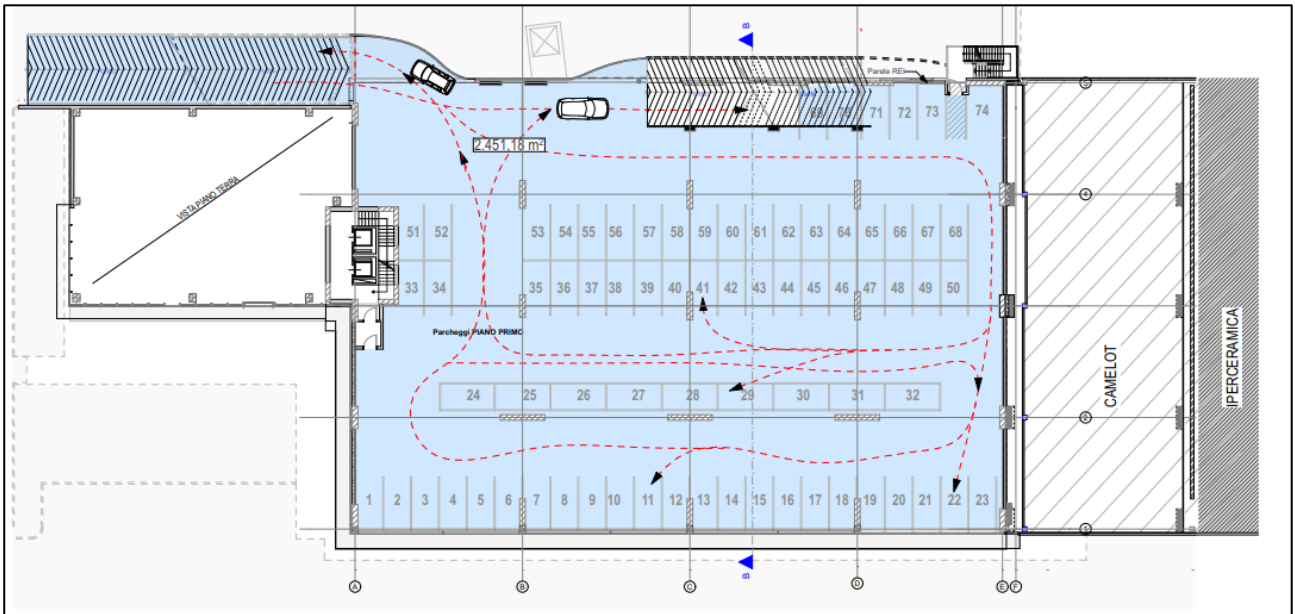 B
Parete REI
5
69 70 71 72 73 74
2.451.18 m²
VISTA PIANO TERRA
4
51 52 53 54 55 56 57 58 59 60 61 62 63 64 65 66 67 68
33 34 35 36 37 38 39 40 41 42 43 44 45 46 47 48 49 50
Parcheggi PIANO PRIMO
CAMELOT
IPERCERAMICA
24 25 26 27 28 29 30 31 32
2
1 2 3 4 5 6 7 8 9 10 11 12 13 14 15 16 17 18 19 20 21 22 23
1
B
A B C D E F